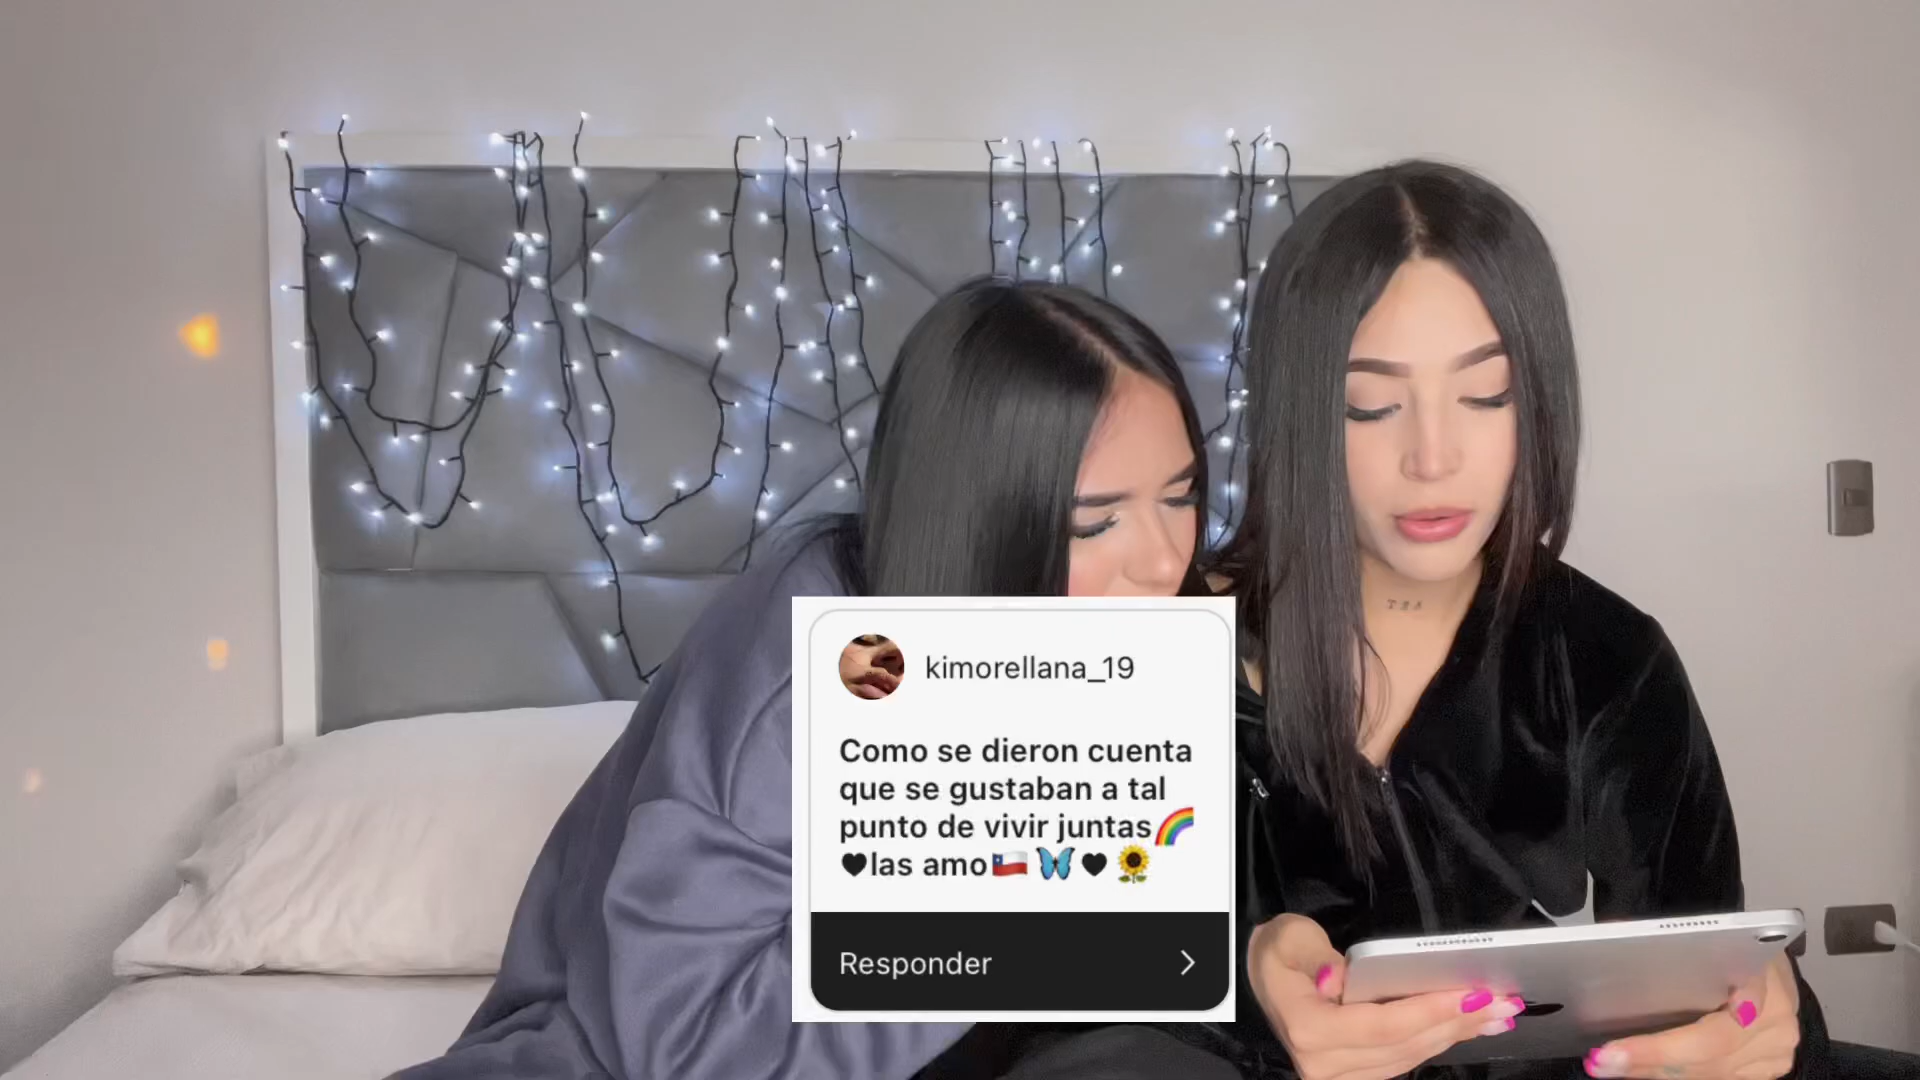 kimorellana_19
Como se dieron cuenta
que se gustaban a tal
punto de vivir juntas🌈
🖤las amo🇨🇱🦋🖤🌻
Responder